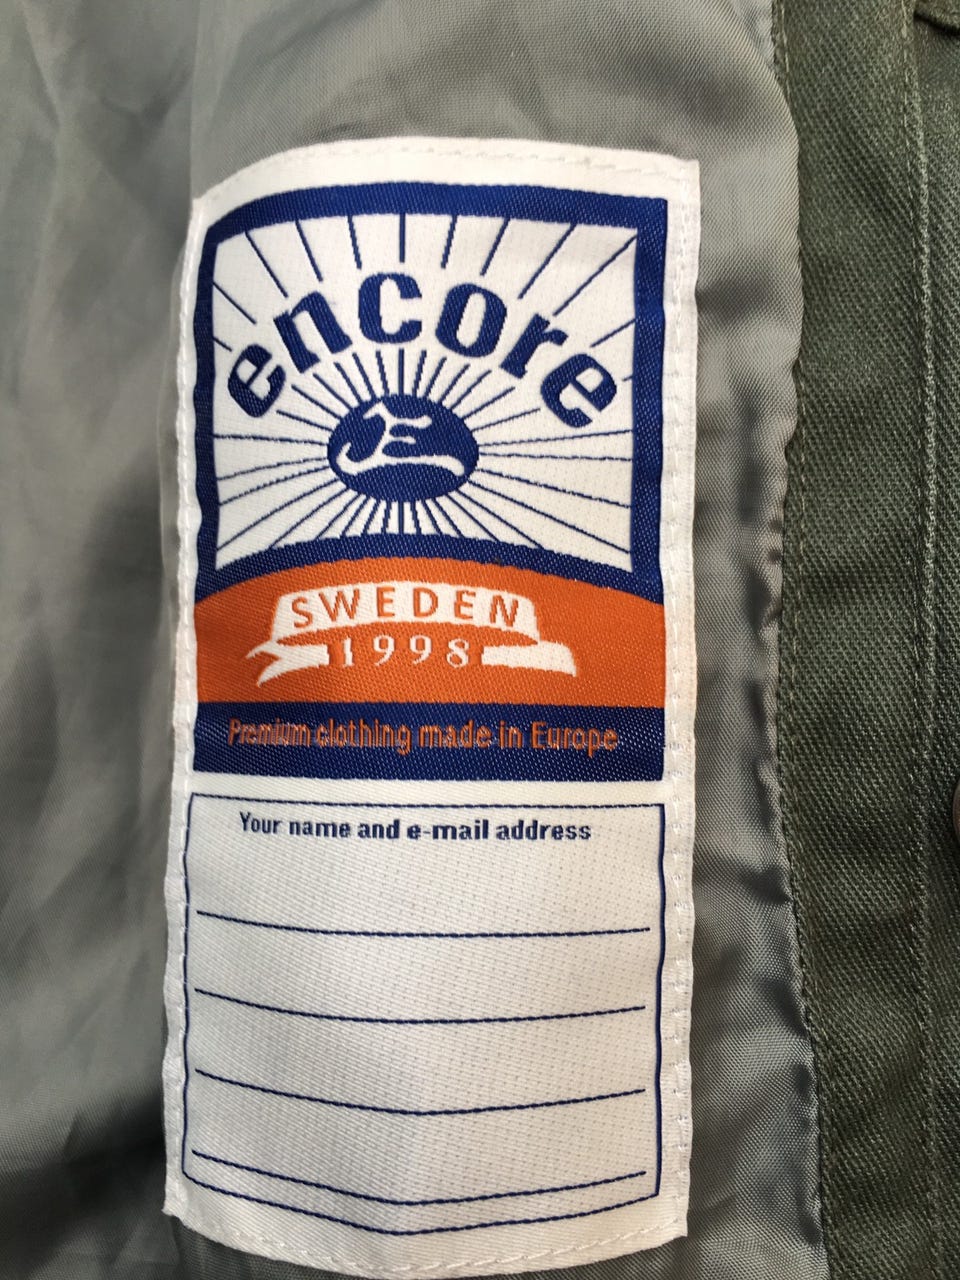 encore
E
SWEDEN
1998
Premium clothing made in Europe
Your name and e-mail address